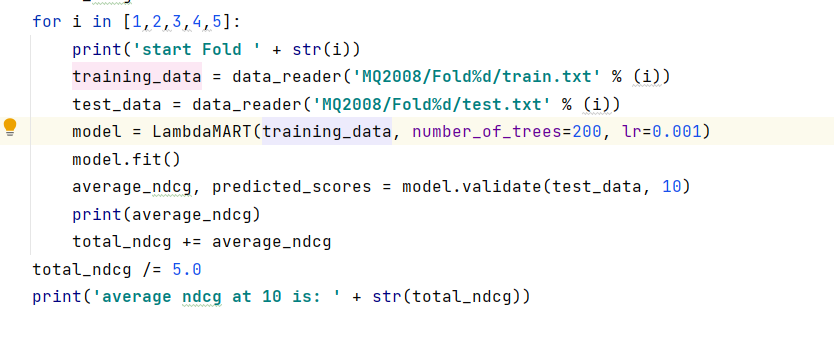 for i in [1,2,3,4,5]:
    print('start Fold ' + str(i))
    training_data = data_reader('MQ2008/Fold%d/train.txt' % (i))
    test_data = data_reader('MQ2008/Fold%d/test.txt' % (i))
    model = LambdaMART(training_data, number_of_trees=200, lr=0.001)
    model.fit()
    average_ndcg, predicted_scores = model.validate(test_data, 10)
    print(average_ndcg)
    total_ndcg += average_ndcg
total_ndcg /= 5.0
print('average ndcg at 10 is: ' + str(total_ndcg))